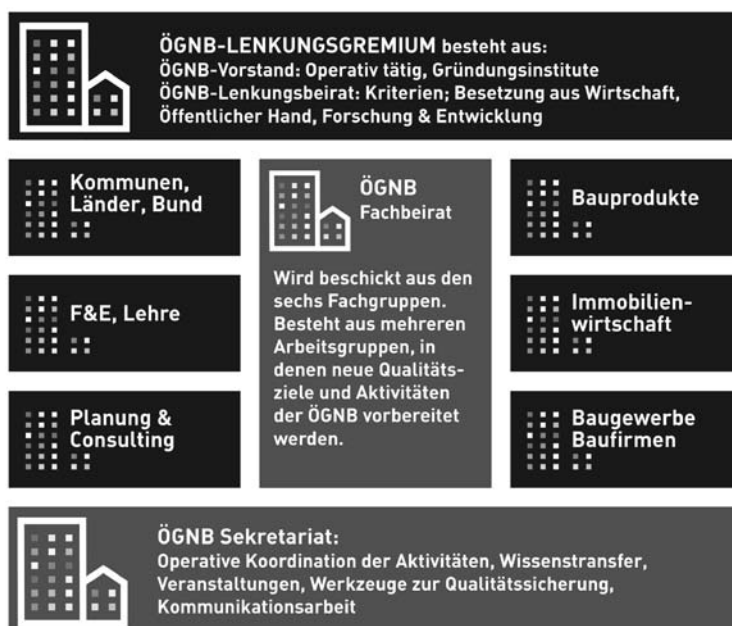 ÖGNB-LENKUNGSGREMIUM besteht aus:
ÖGNB-Vorstand: Operativ tätig, Gründungsinstitute
ÖGNB-Lenkungsbeirat: Kriterien; Besetzung aus Wirtschaft,
Öffentlicher Hand, Forschung & Entwicklung
Kommunen,
Länder, Bund
F&E, Lehre
Planung &
Consulting
ÖGNB
Fachbeirat
Wird beschickt aus den
sechs Fachgruppen.
Besteht aus mehreren
Arbeitsgruppen, in
denen neue Qualitäts-
ziele und Aktivitäten
der ÖGNB vorbereitet
werden.
Bauprodukte
Immobilien-
wirtschaft
Baugewerbe
Baufirmen
ÖGNB Sekretariat:
Operative Koordination der Aktivitäten, Wissenstransfer,
Veranstaltungen, Werkzeuge zur Qualitätssicherung,
Kommunikationsarbeit